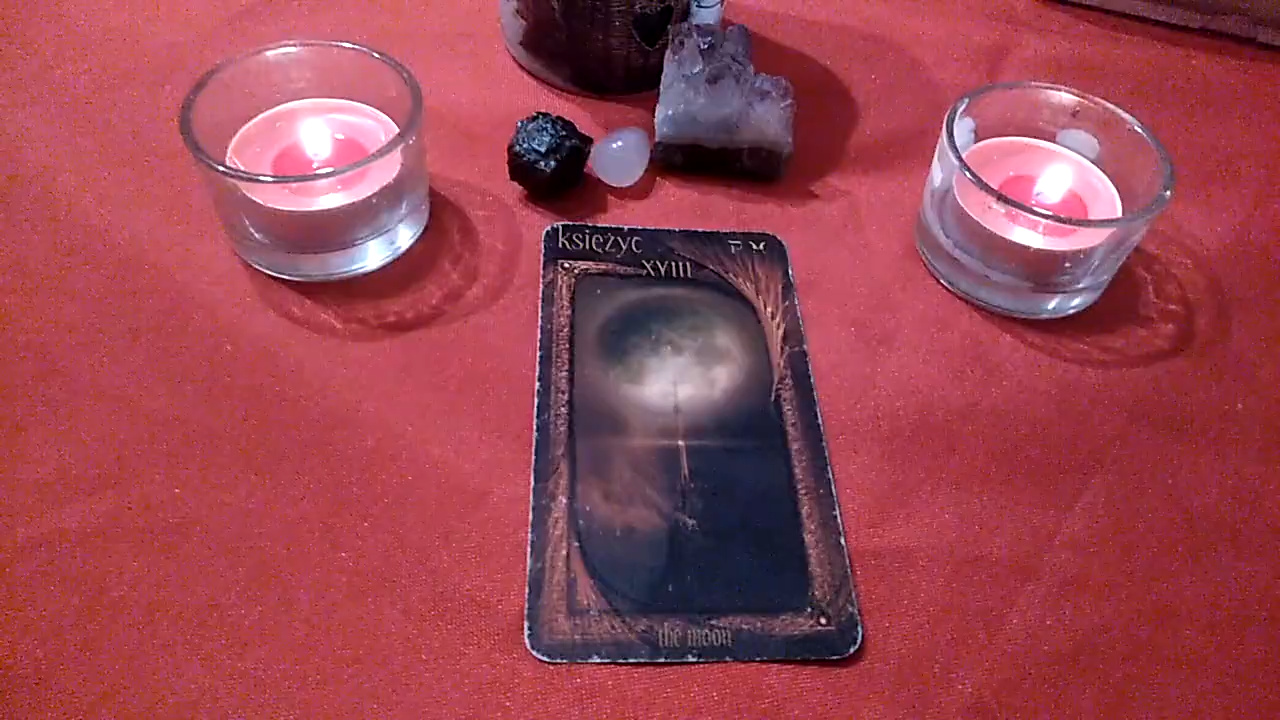 księżyc ק ♓
XVIII
the moon